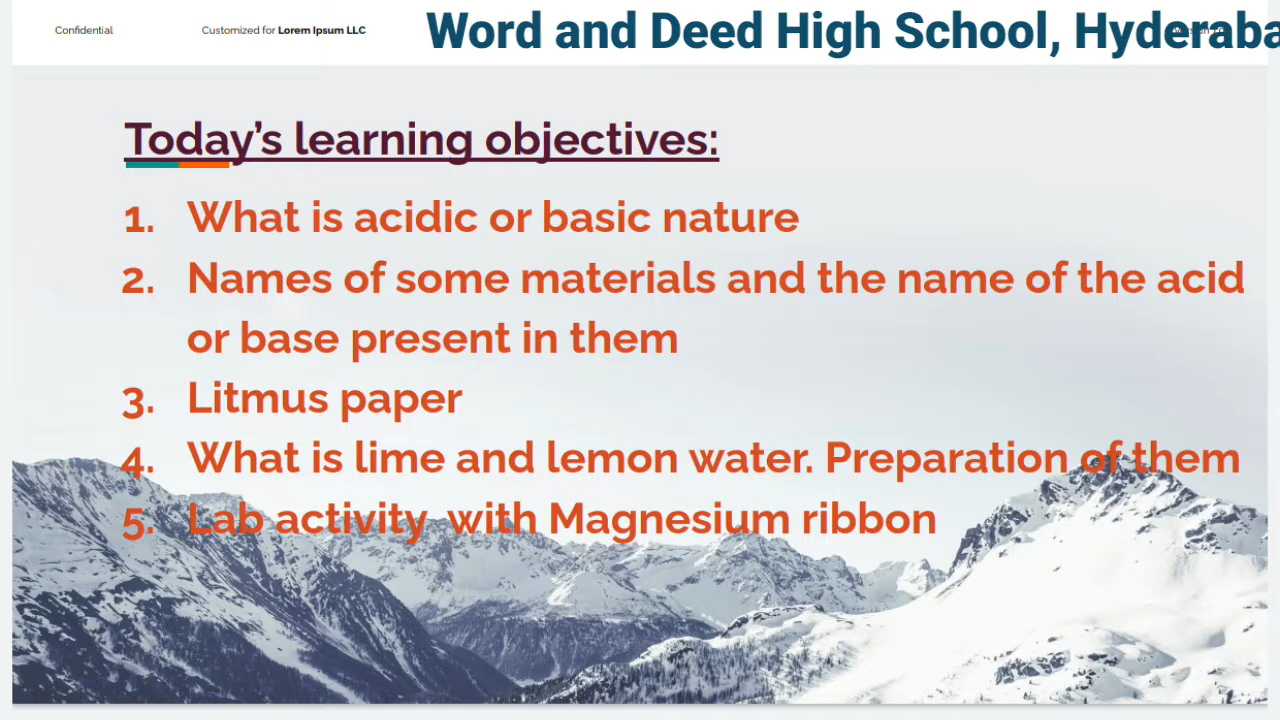 Confidential
Customized for Lorem Ipsum LLC
Word and Deed High School, Hyderaba
Today’s learning objectives:
1. What is acidic or basic nature
2. Names of some materials and the name of the acid
or base present in them
3. Litmus paper
4. What is lime and lemon water. Preparation of them
5. Lab activity with Magnesium ribbon